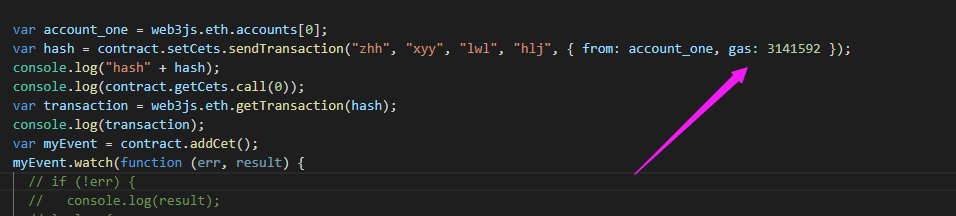 var account_one = web3js.eth.accounts[0];
var hash = contract.setCets.sendTransaction("zhh", "xyy", "lwl", "hlj", { from: account_one, gas: 3141592 });
console.log("hash" + hash);
console.log(contract.getCets.call(0));
var transaction = web3js.eth.getTransaction(hash);
console.log(transaction);
var myEvent = contract.addCet();
myEvent.watch(function (err, result) {
// if (!err) {
//   console.log(result);